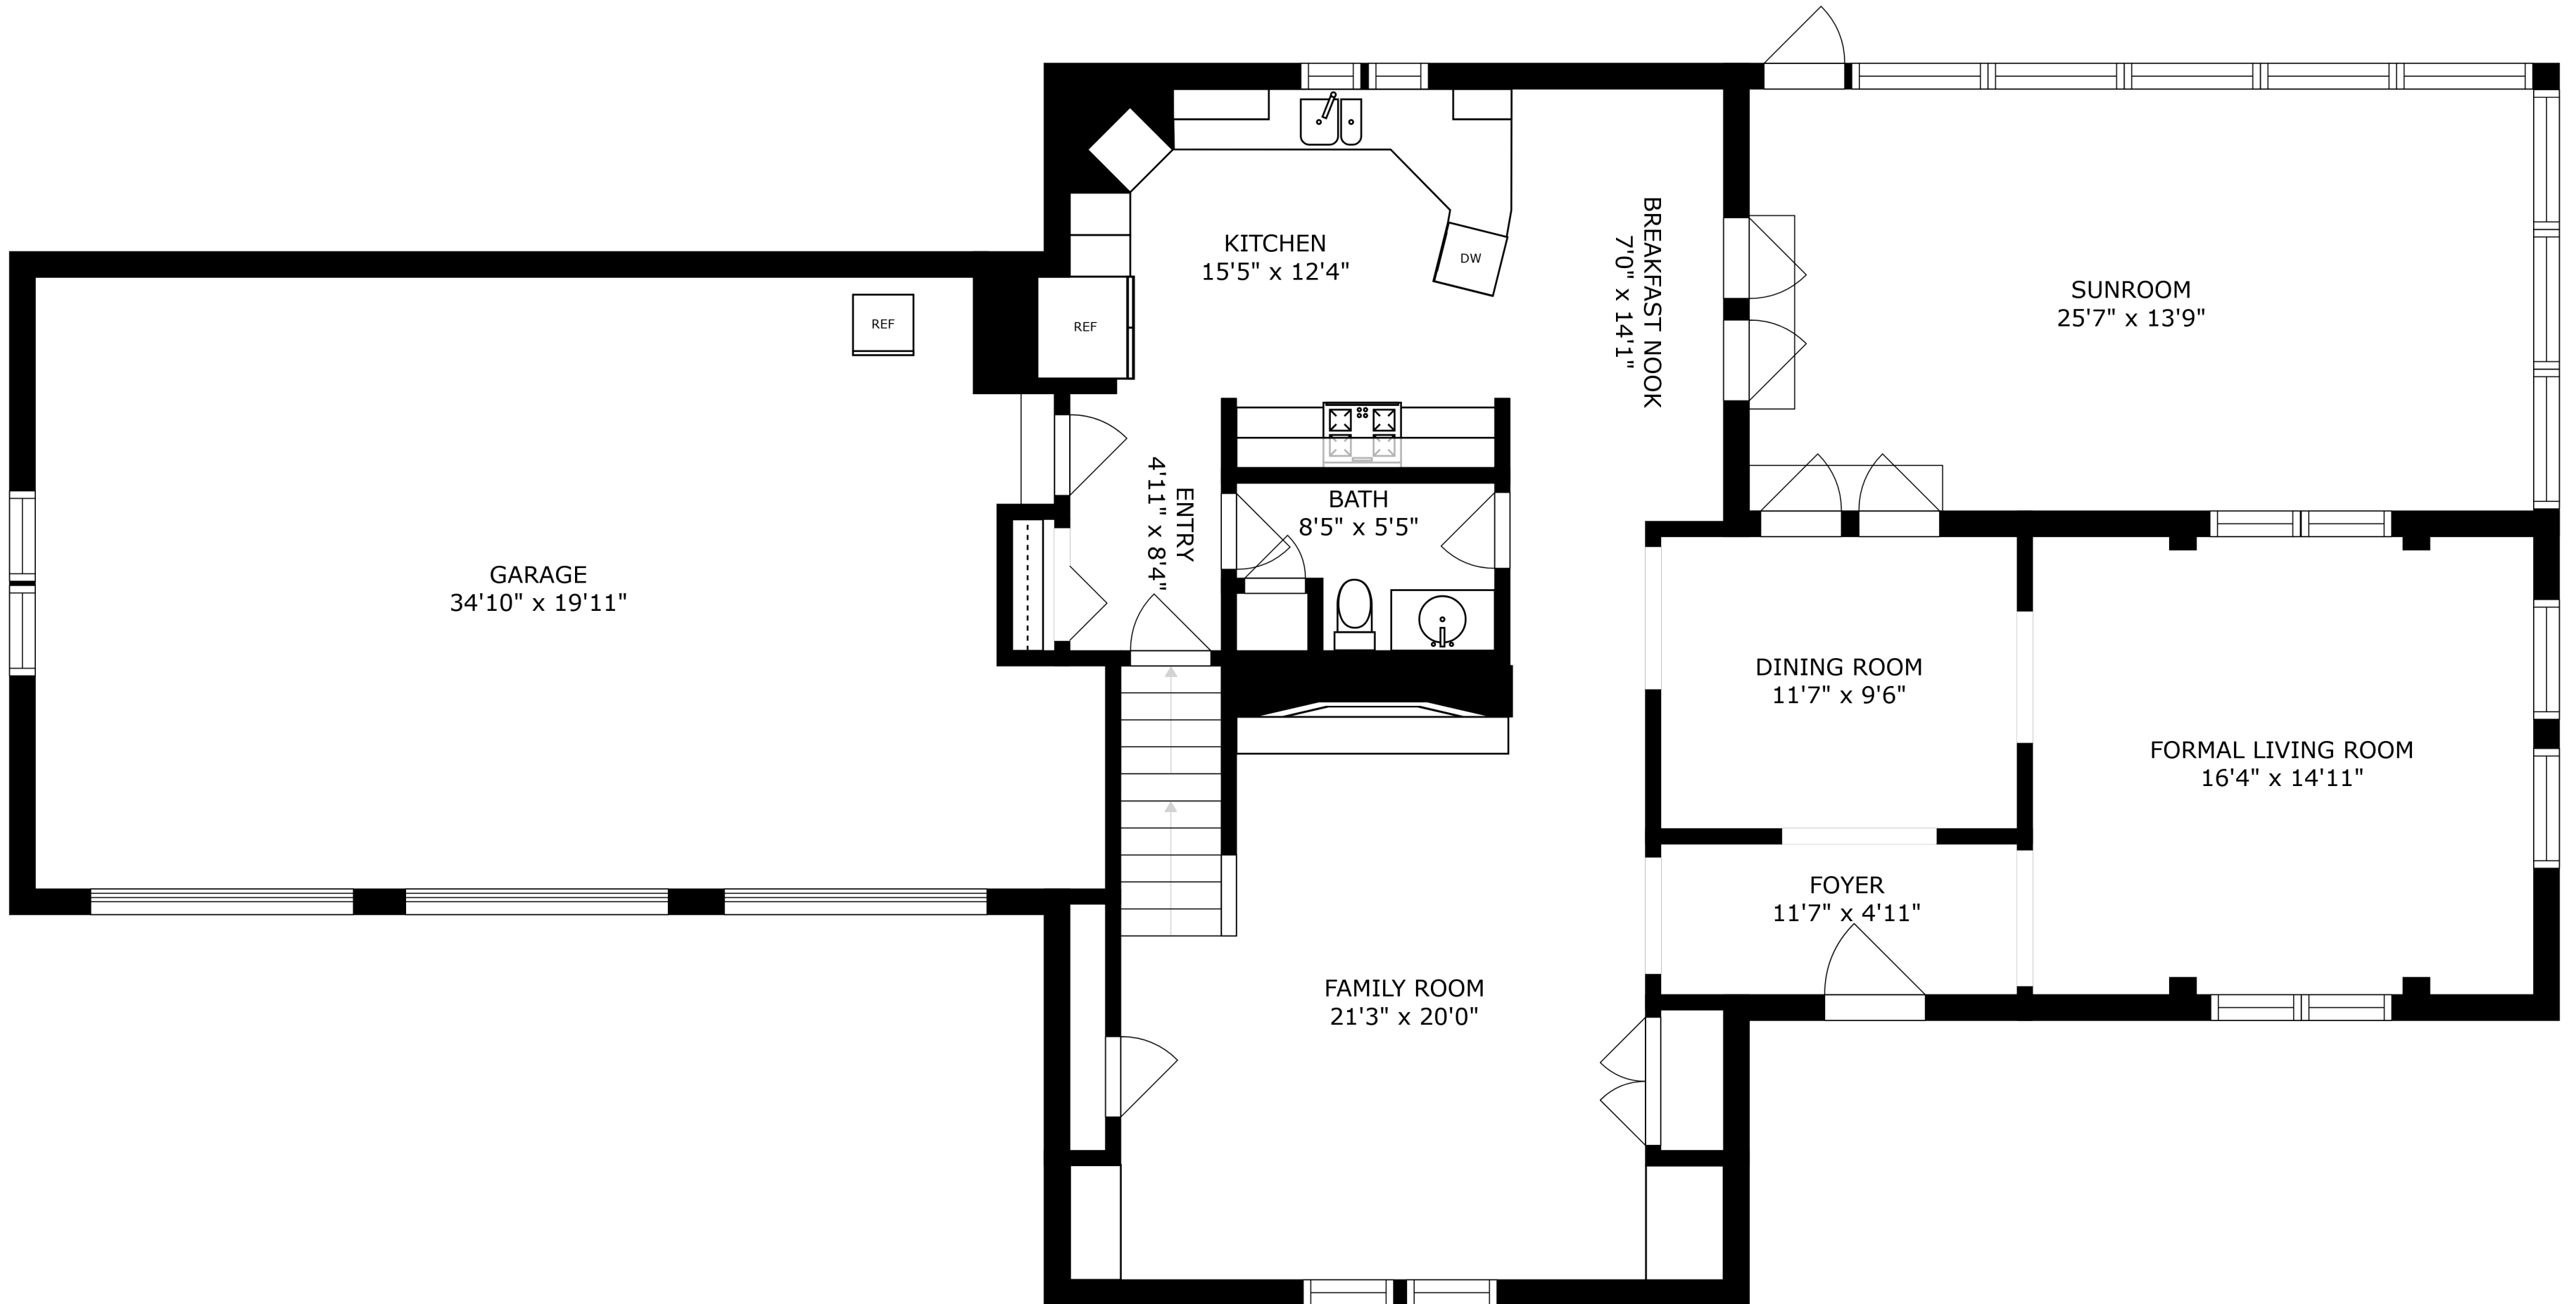 KITCHEN
15'5" x 12'4"
DW
BREAKFAST NOOK
7'0" x 14'1"
SUNROOM
25'7" x 13'9"
REF
REF
ENTRY
4'11" x 8'4"
BATH
8'5" x 5'5"
GARAGE
34'10" x 19'11"
DINING ROOM
11'7" x 9'6"
FORMAL LIVING ROOM
16'4" x 14'11"
FOYER
11'7" x 4'11"
FAMILY ROOM
21'3" x 20'0"